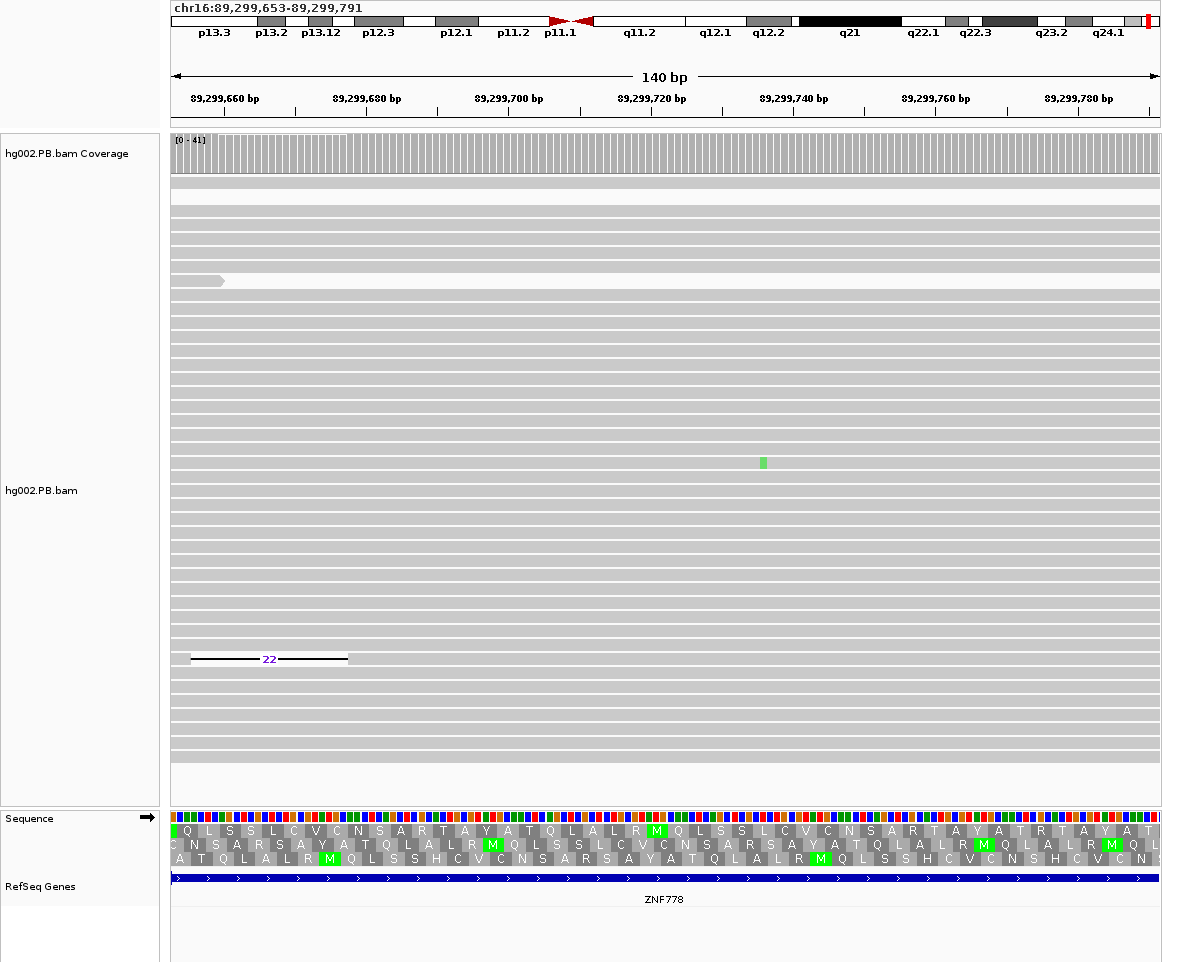 chr16:89,299,653-89,299,791
p13.3 p13.2 p13.12 p12.3 p12.1 p11.2 p11.1 q11.2 q12.1 q12.2 q21 q22.1 q22.3 q23.2 q24.1
140 bp
89,299,660 bp 89,299,680 bp 89,299,700 bp 89,299,720 bp 89,299,740 bp 89,299,760 bp 89,299,780 bp
[0 - 41]
hg002.PB.bam Coverage
hg002.PB.bam
22
Sequence
Q L S S L C V C N S A R T A Y A T Q L A L R M Q L S S L C V C N S A R T A Y A T R T A Y A T
C N S A R S A Y A T Q L A L R M Q L S S L C V C N S A R S A Y A T Q L A L R M Q L A L R M Q L
A T Q L A L R M Q L S S H C V C N S A R S A Y A T Q L A L R M Q L S S H C V C N S H C V C N S
RefSeq Genes
ZNF778